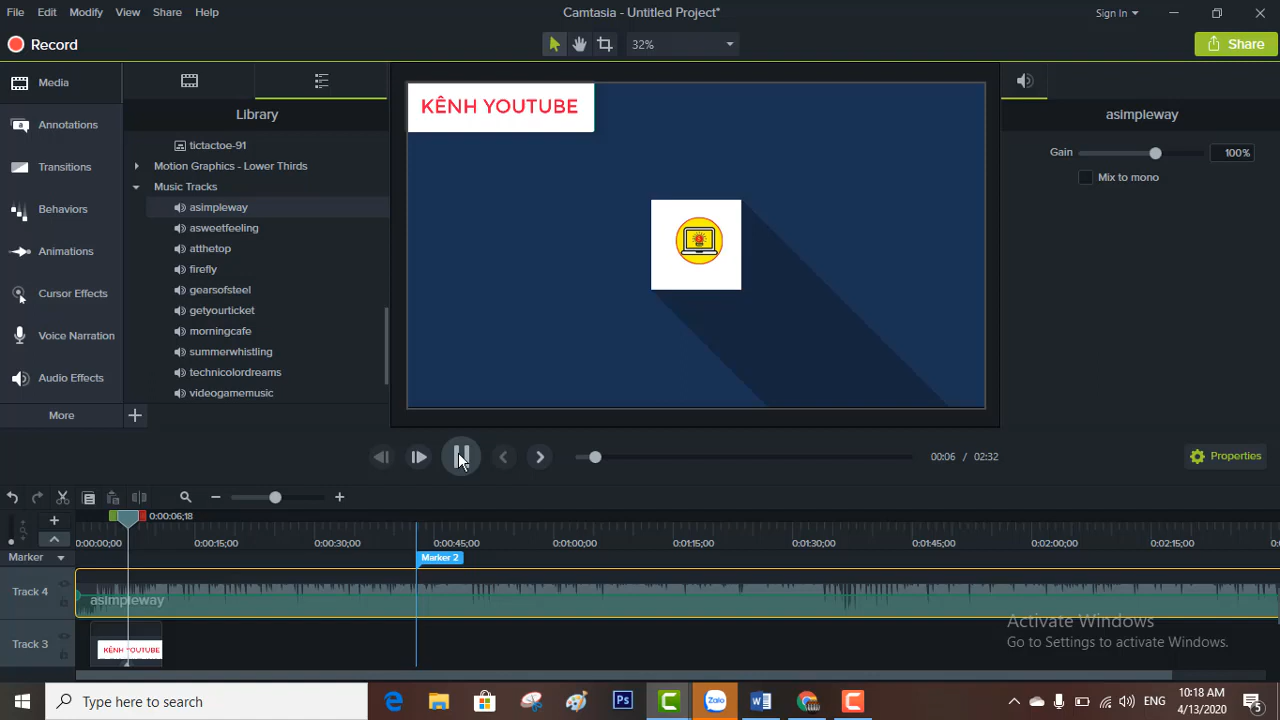 File Edit Modify View Share Help Camtasia - Untitled Project* Sign In
Record 32% Share
Media
Annotations
Transitions
Behaviors
Animations
Cursor Effects
Voice Narration
Audio Effects
More
Library
tictactoe-91
Motion Graphics - Lower Thirds
Music Tracks
asimpleway
asweetfeeling
atthetop
firefly
gearsofsteel
getyourticket
morningcafe
summerwhistling
technicolordreams
videogamemusic
KÊNH YOUTUBE
asimpleway
Gain 100%
Mix to mono
00:06 / 02:32 Properties
0:00:06;18
0:00:00;00 0:00:15;00 0:00:30;00 0:00:45;00 0:01:00;00 0:01:15;00 0:01:30;00 0:01:45;00 0:02:00;00 0:02:15;00
Marker Marker 2
Track 4 asimpleway
Track 3 KÊNH YOUTUBE
Activate Windows
Go to Settings to activate Windows.
Type here to search Ps Zalo ENG 10:18 AM
4/13/2020 5